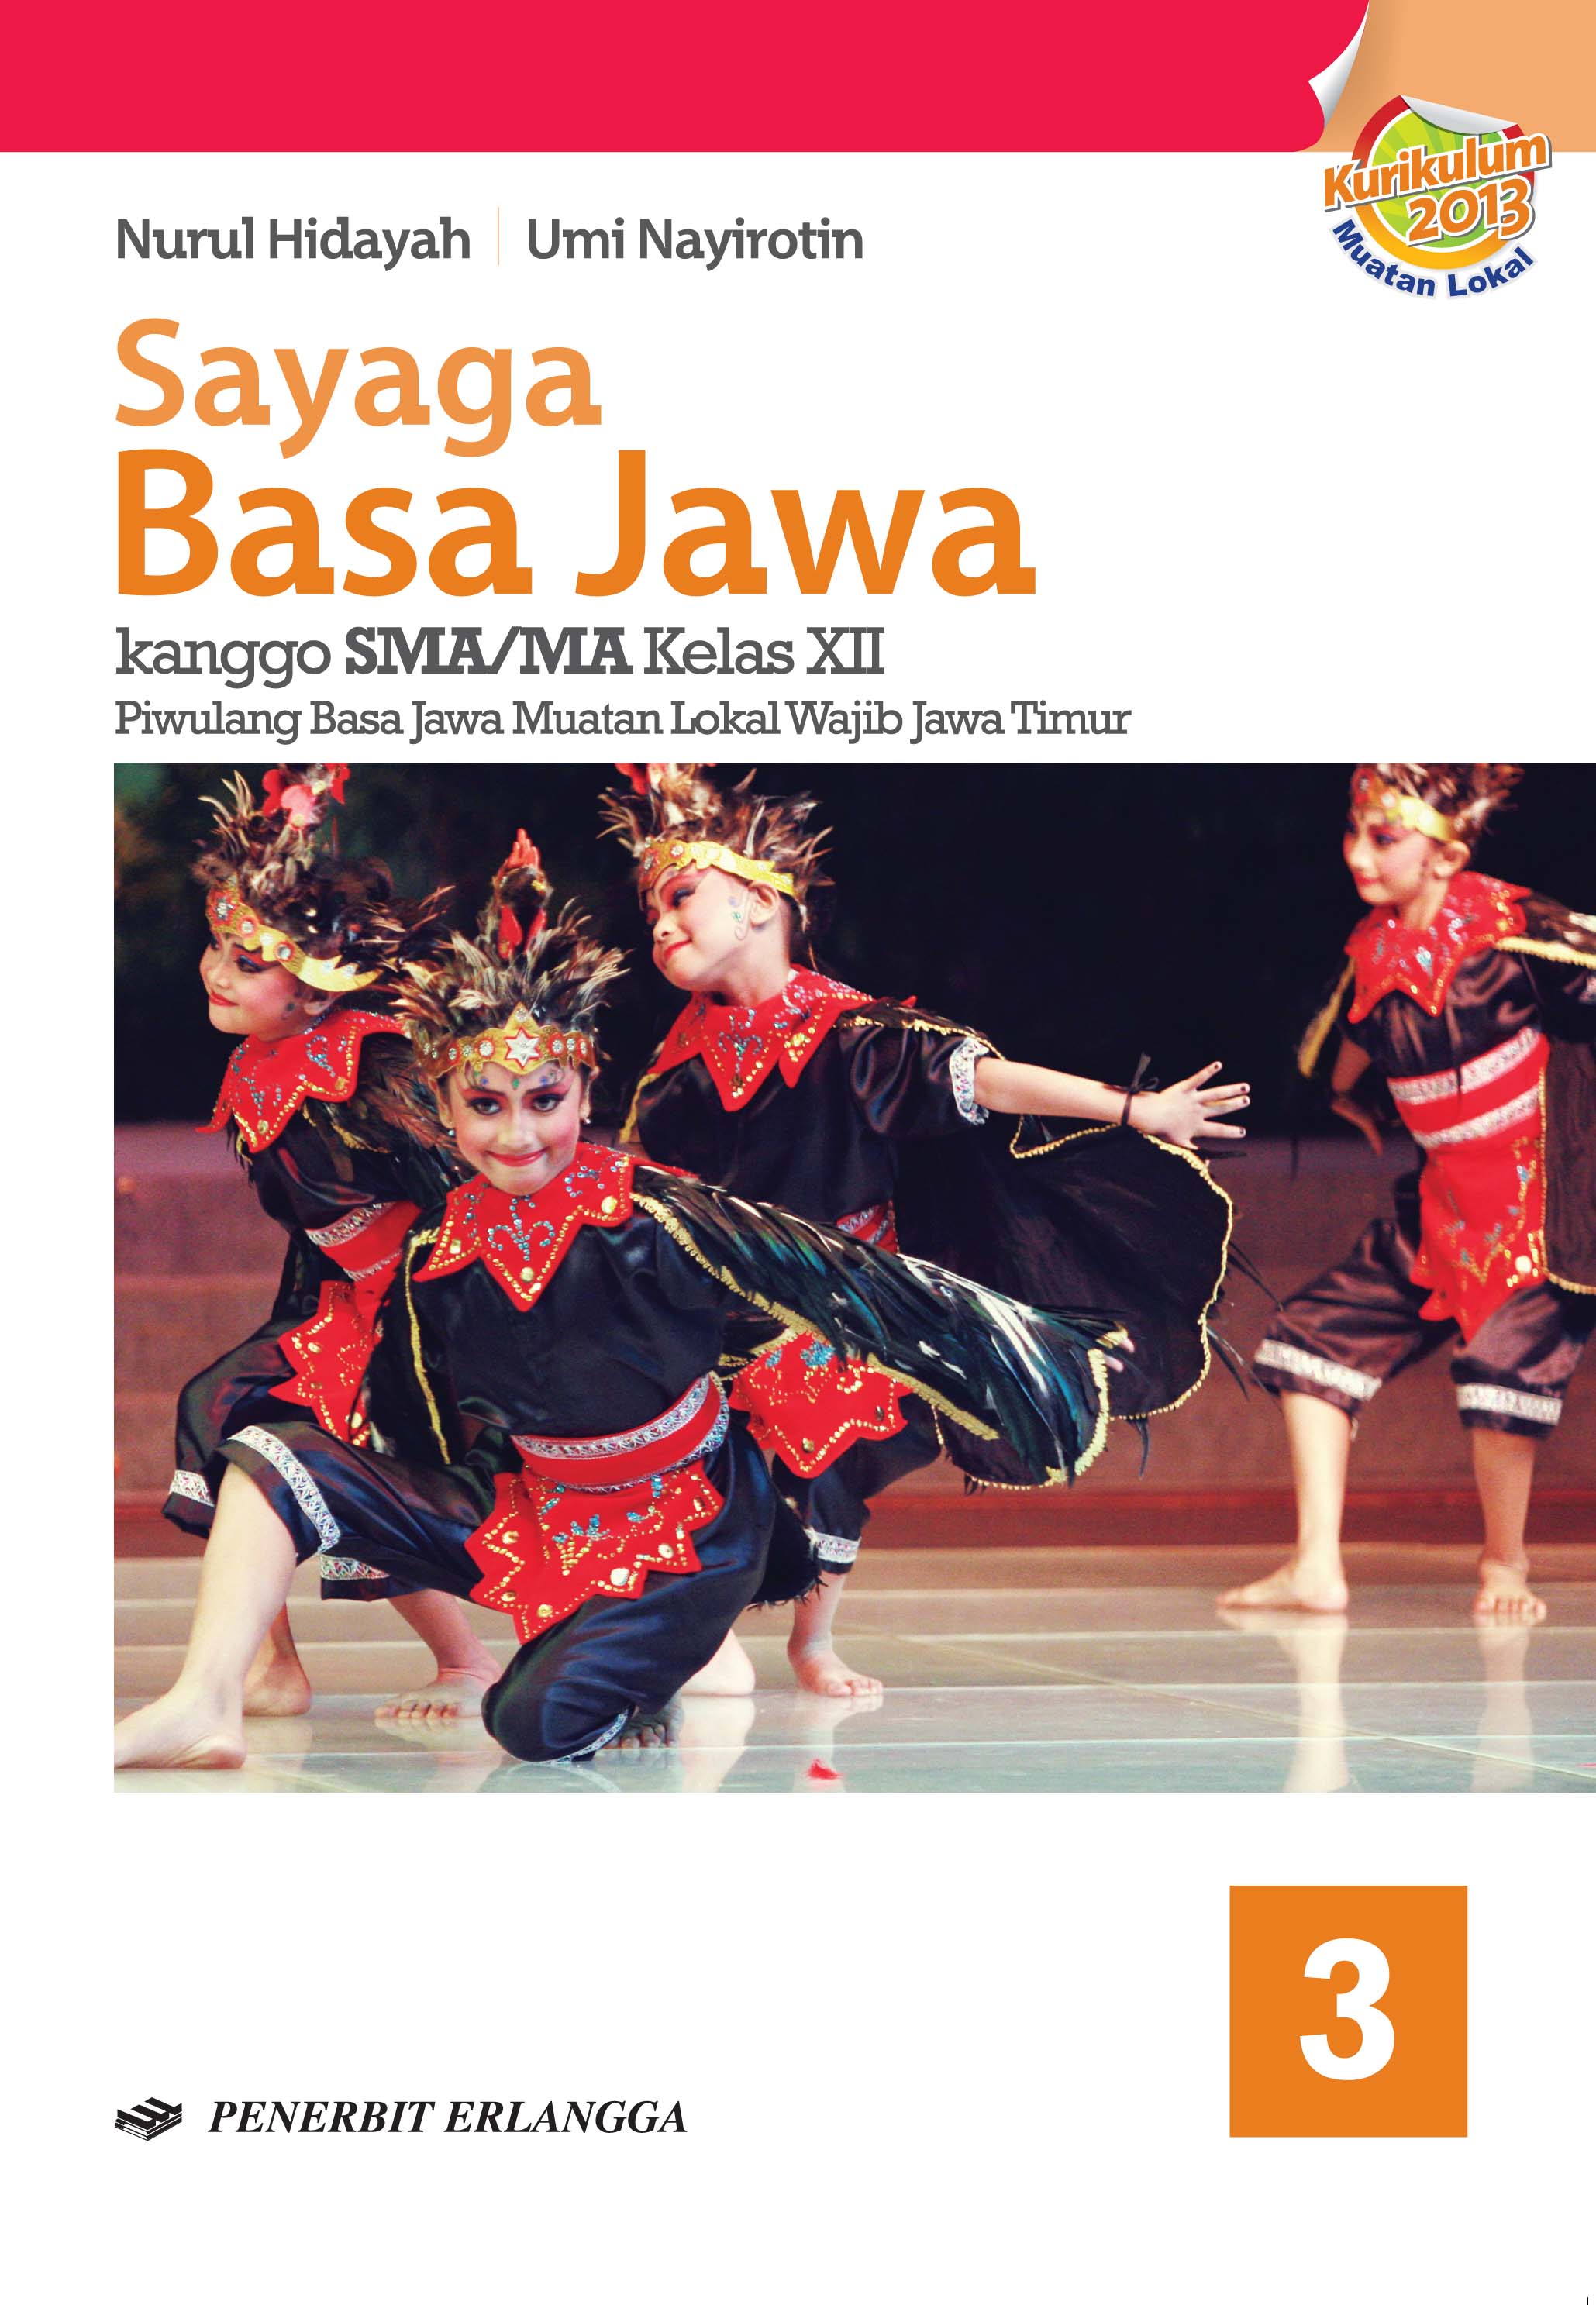 Kurikulum
2013
Muatan Lokal
Nurul Hidayah | Umi Nayirotin
Sayaga
Basa Jawa
kanggo SMA/MA Kelas XII
Piwulang Basa Jawa Muatan Lokal Wajib Jawa Timur
3
PENERBIT ERLANGGA